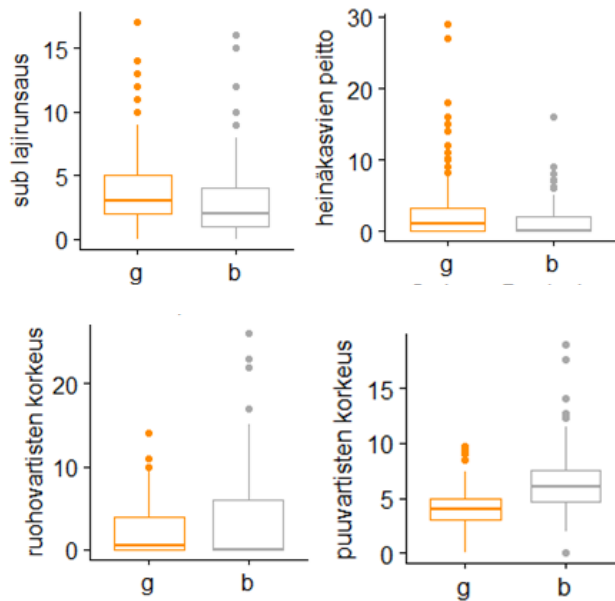 sub lajirunsaus
15
10
5
0
g b
heinäkasvien peitto
30
20
10
0
g b
ruohovartisten korkeus
20
10
0
g b
puuvartisten korkeus
15
10
5
0
g b